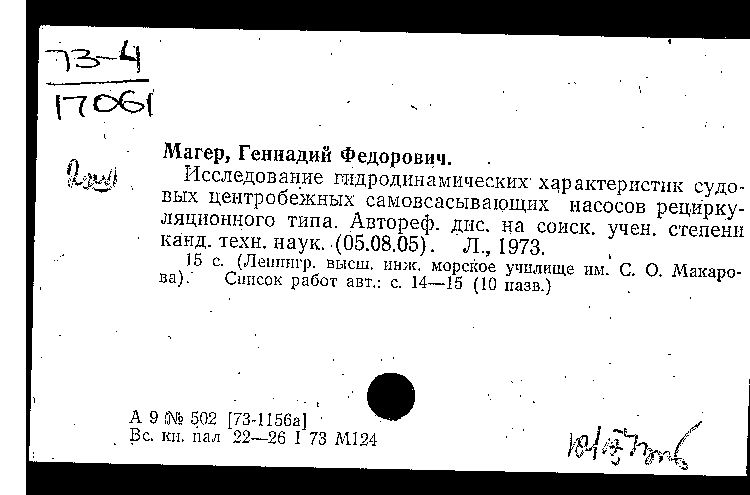 73-4
17061
Магер, Геннадий Федорович.
Исследование гидродинамических характеристик судо-
вых центробежных самовсасывающих насосов рецирку-
ляционного типа. Автореф. дис. на соиск. учен. степени
канд. техн. наук. (05.08.05). Л., 1973.
15 с. (Ленингр. высш. инж. морское училище им. С. О. Макаро-
ва). Список работ авт.: с. 14—15 (10 назв.)
А 9 № 502 [73-1156а]
Вс. кн. пал 22—26 I 73 М124